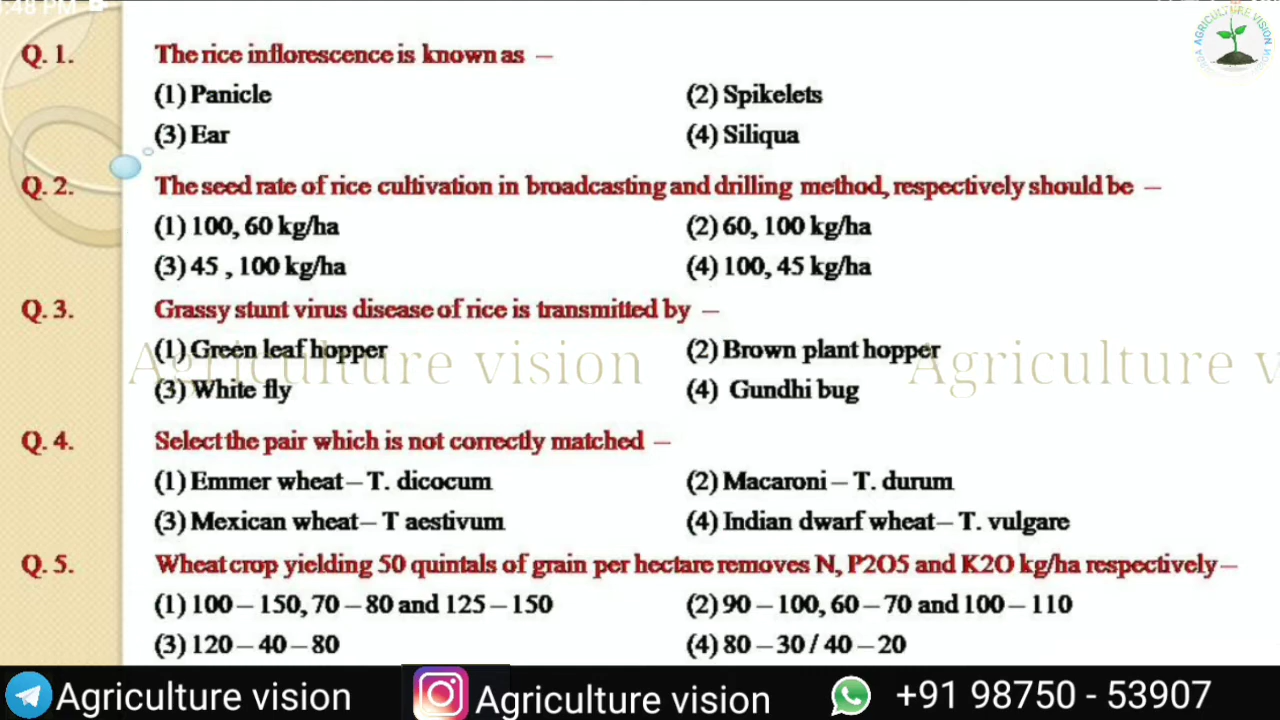 :48 PM
AGRICULTURE VISION
Q. 1. The rice inflorescence is known as –
(1) Panicle (2) Spikelets
(3) Ear (4) Siliqua
Q. 2. The seed rate of rice cultivation in broadcasting and drilling method, respectively should be –
(1) 100, 60 kg/ha (2) 60, 100 kg/ha
(3) 45 , 100 kg/ha (4) 100, 45 kg/ha
Q. 3. Grassy stunt virus disease of rice is transmitted by –
(1) Green leaf hopper (2) Brown plant hopper
Agriculture vision Agriculture v
(3) White fly (4) Gundhi bug
Q. 4. Select the pair which is not correctly matched –
(1) Emmer wheat – T. dicocum (2) Macaroni – T. durum
(3) Mexican wheat – T aestivum (4) Indian dwarf wheat – T. vulgare
Q. 5. Wheat crop yielding 50 quintals of grain per hectare removes N, P2O5 and K2O kg/ha respectively –
(1) 100 – 150, 70 – 80 and 125 – 150 (2) 90 – 100, 60 – 70 and 100 – 110
(3) 120 – 40 – 80 (4) 80 – 30 / 40 – 20
Agriculture vision Agriculture vision +91 98750 - 53907